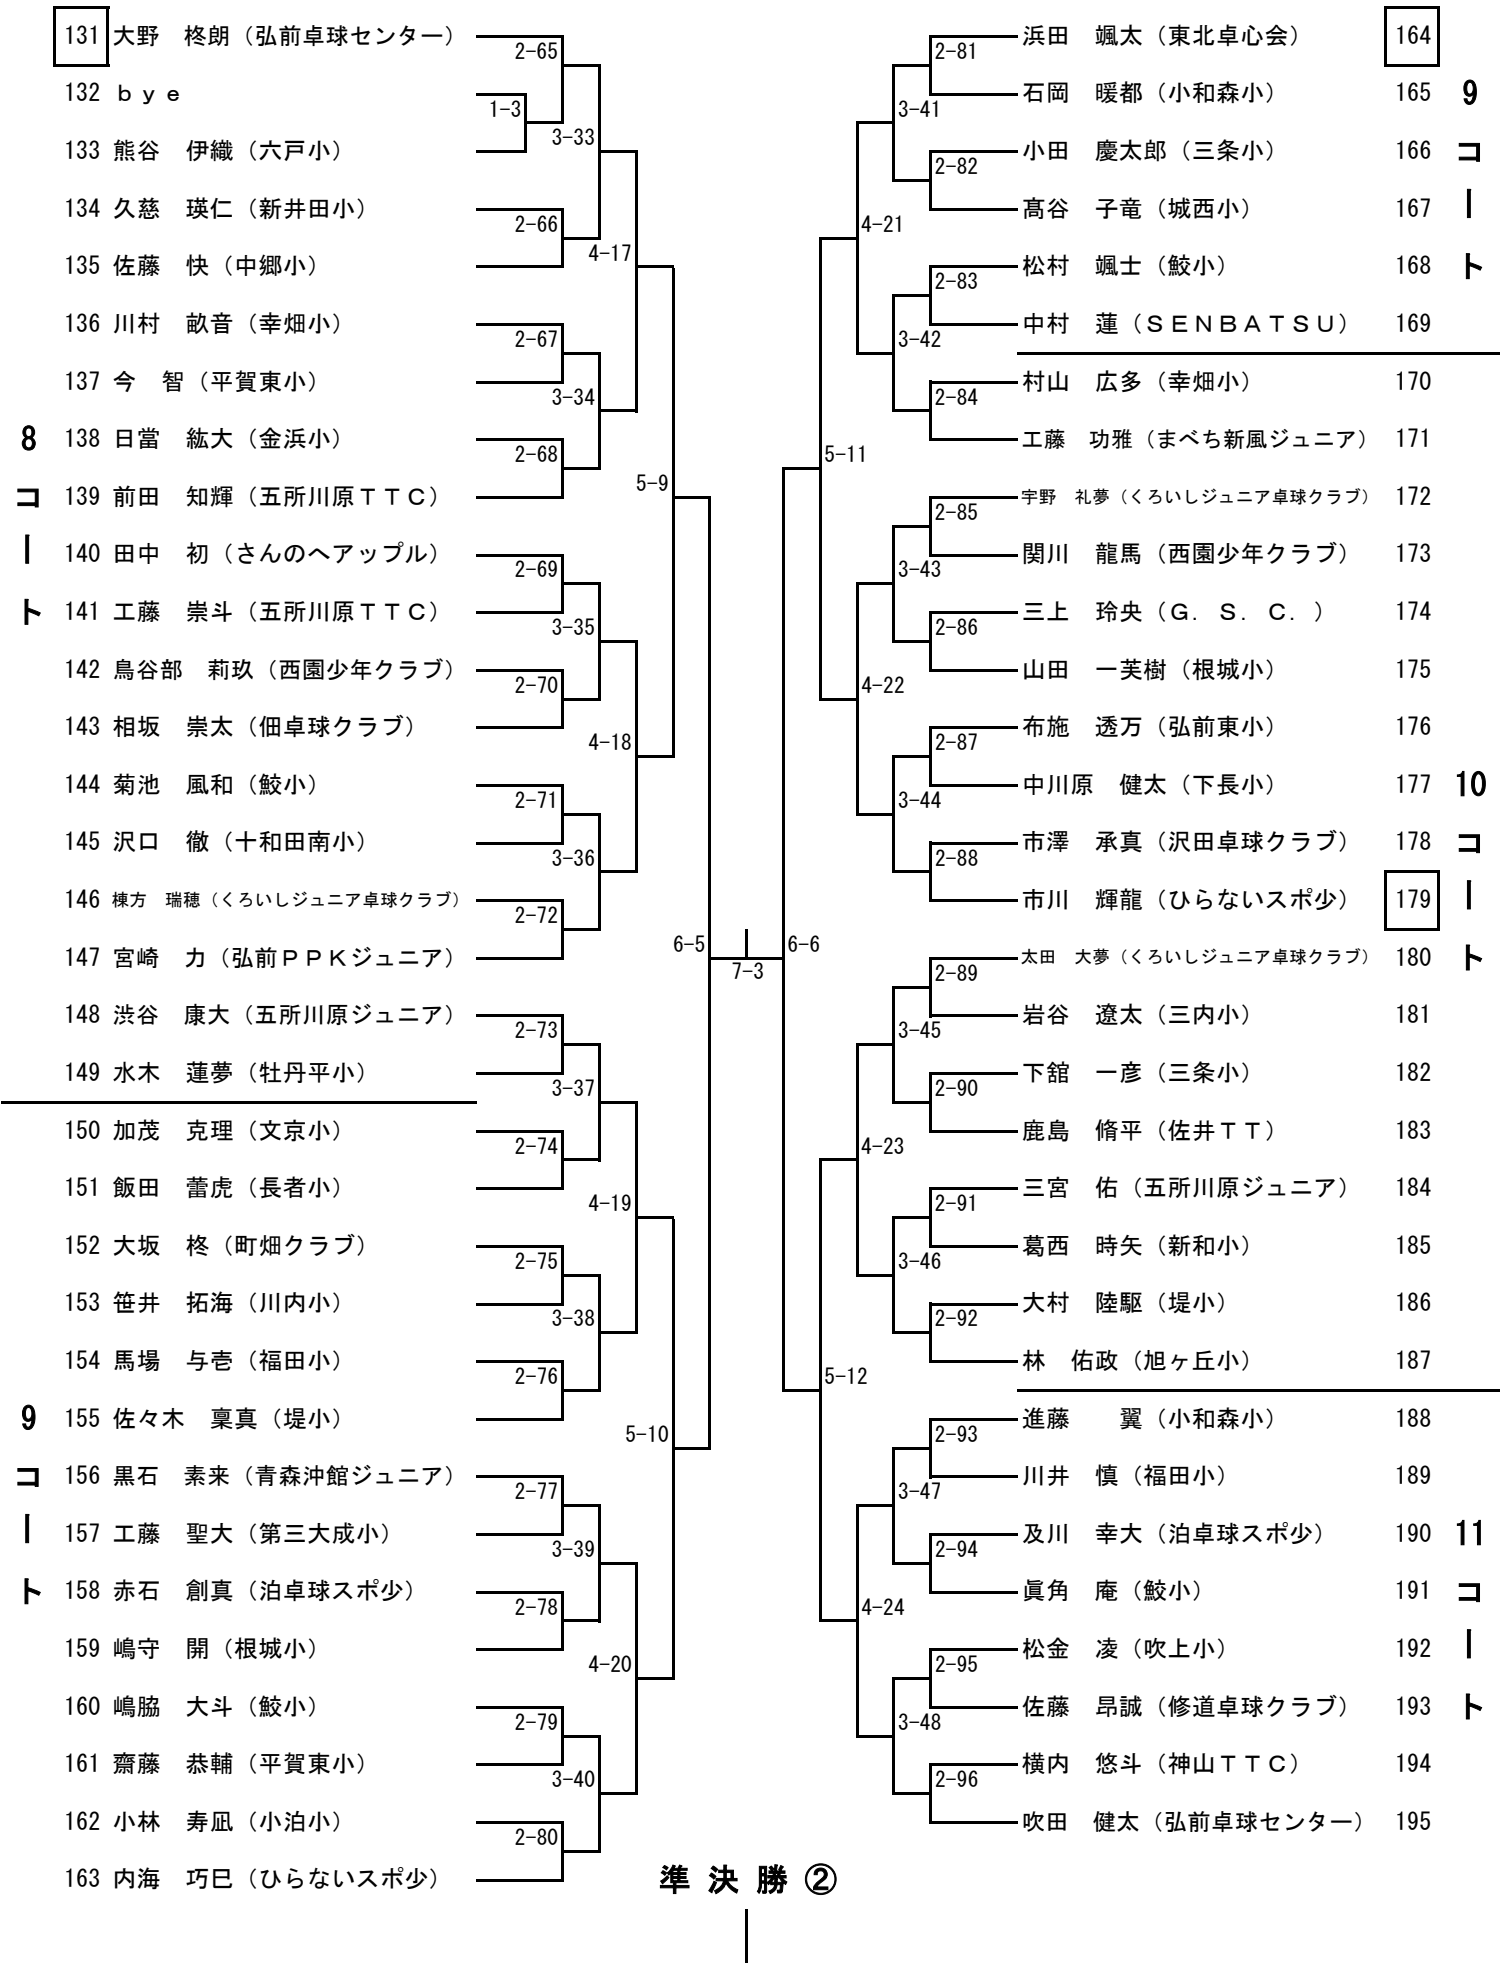 131 大野　柊朗（弘前卓球センター）
132 ｂｙｅ
133 熊谷　伊織（六戸小）
134 久慈　瑛仁（新井田小）
135 佐藤　快（中郷小）
136 川村　畝音（幸畑小）
137 今　智（平賀東小）
138 日當　紘大（金浜小）
139 前田　知輝（五所川原ＴＴＣ）
140 田中　初（さんのへアップル）
141 工藤　崇斗（五所川原ＴＴＣ）
142 鳥谷部　莉玖（西園少年クラブ）
143 相坂　崇太（佃卓球クラブ）
144 菊池　風和（鮫小）
145 沢口　徹（十和田南小）
146 棟方　瑞穂（くろいしジュニア卓球クラブ）
147 宮崎　力（弘前ＰＰＫジュニア）
148 渋谷　康大（五所川原ジュニア）
149 水木　蓮夢（牡丹平小）
150 加茂　克理（文京小）
151 飯田　蕾虎（長者小）
152 大坂　柊（町畑クラブ）
153 笹井　拓海（川内小）
154 馬場　与壱（福田小）
155 佐々木　稟真（堤小）
156 黒石　素来（青森沖館ジュニア）
157 工藤　聖大（第三大成小）
158 赤石　創真（泊卓球スポ少）
159 嶋守　開（根城小）
160 嶋脇　大斗（鮫小）
161 齋藤　恭輔（平賀東小）
162 小林　寿凪（小泊小）
163 内海　巧巳（ひらないスポ少）
8コート
9コート
1-3
2-65
2-66
2-67
2-68
2-69
2-70
2-71
2-72
2-73
2-74
2-75
2-76
2-77
2-78
2-79
2-80
3-33
3-34
3-35
3-36
3-37
3-38
3-39
3-40
4-17
4-18
4-19
4-20
5-9
5-10
6-5
7-3
6-6
5-11
5-12
4-21
4-22
4-23
4-24
3-41
3-42
3-43
3-44
3-45
3-46
3-47
3-48
2-81
2-82
2-83
2-84
2-85
2-86
2-87
2-88
2-89
2-90
2-91
2-92
2-93
2-94
2-95
2-96
浜田　颯太（東北卓心会） 164
石岡　暖都（小和森小） 165
小田　慶太郎（三条小） 166
髙谷　子竜（城西小） 167
松村　颯士（鮫小） 168
中村　蓮（ＳＥＮＢＡＴＳＵ） 169
村山　広多（幸畑小） 170
工藤　功雅（まべち新風ジュニア） 171
宇野　礼夢（くろいしジュニア卓球クラブ） 172
関川　龍馬（西園少年クラブ） 173
三上　玲央（Ｇ．Ｓ．Ｃ．） 174
山田　一芙樹（根城小） 175
布施　透万（弘前東小） 176
中川原　健太（下長小） 177
市澤　承真（沢田卓球クラブ） 178
市川　輝龍（ひらないスポ少） 179
太田　大夢（くろいしジュニア卓球クラブ） 180
岩谷　遼太（三内小） 181
下舘　一彦（三条小） 182
鹿島　脩平（佐井ＴＴ） 183
三宮　佑（五所川原ジュニア） 184
葛西　時矢（新和小） 185
大村　陸駆（堤小） 186
林　佑政（旭ヶ丘小） 187
進藤　　翼（小和森小） 188
川井　慎（福田小） 189
及川　幸大（泊卓球スポ少） 190
眞角　庵（鮫小） 191
松金　凌（吹上小） 192
佐藤　昂誠（修道卓球クラブ） 193
横内　悠斗（神山ＴＴＣ） 194
吹田　健太（弘前卓球センター） 195
9コート
10コート
11コート
準決勝②